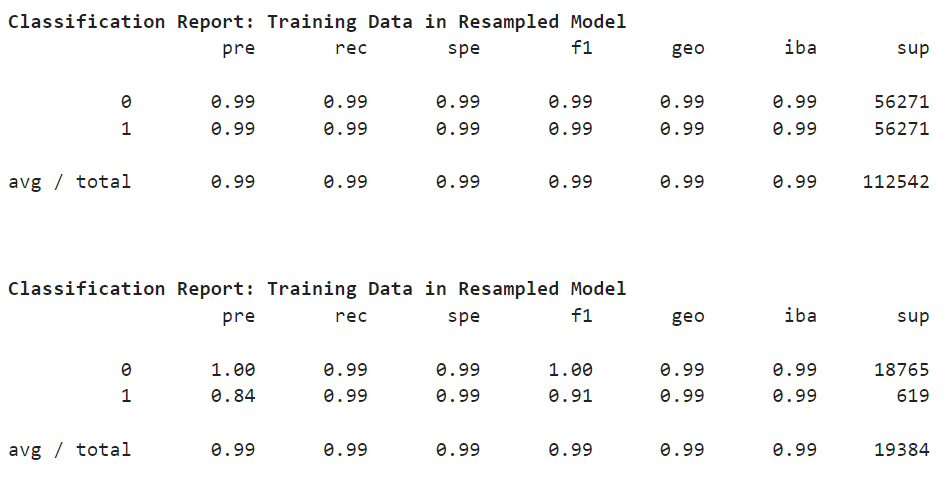 Classification Report: Training Data in Resampled Model
pre rec spe f1 geo iba sup
0 0.99 0.99 0.99 0.99 0.99 0.99 56271
1 0.99 0.99 0.99 0.99 0.99 0.99 56271
avg / total 0.99 0.99 0.99 0.99 0.99 0.99 112542
Classification Report: Training Data in Resampled Model
pre rec spe f1 geo iba sup
0 1.00 0.99 0.99 1.00 0.99 0.99 18765
1 0.84 0.99 0.99 0.91 0.99 0.99 619
avg / total 0.99 0.99 0.99 0.99 0.99 0.99 19384